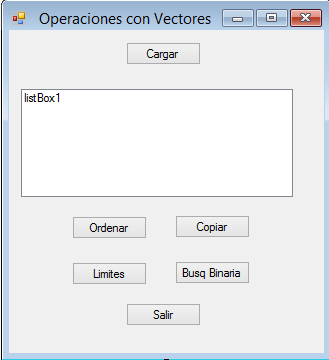 Operaciones con Vectores
Cargar
listBox1
Ordenar
Copiar
Limites
Busq Binaria
Salir